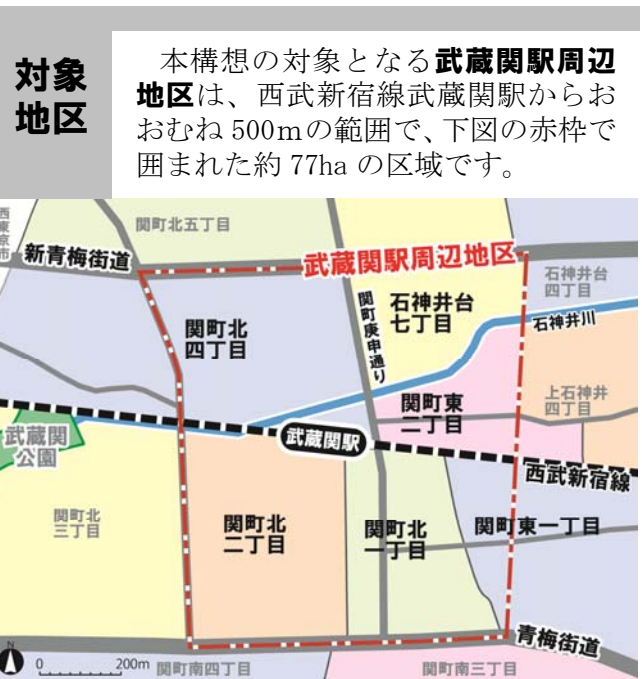 対象
地区
本構想の対象となる武蔵関駅周辺
地区は、西武新宿線武蔵関駅からお
おむね 500mの範囲で、下図の赤枠で
囲まれた約 77ha の区域です。
西東京市
関町北五丁目
新青梅街道
武蔵関駅周辺地区
石神井台
四丁目
関町北
四丁目
関町庚申通り
石神井台
七丁目
石神井川
関町東
二丁目
上石神井
四丁目
武蔵関
公園
武蔵関駅
西武新宿線
関町北
三丁目
関町北
二丁目
関町北
一丁目
関町東一丁目
青梅街道
N
0
200m
関町南四丁目
関町南三丁目